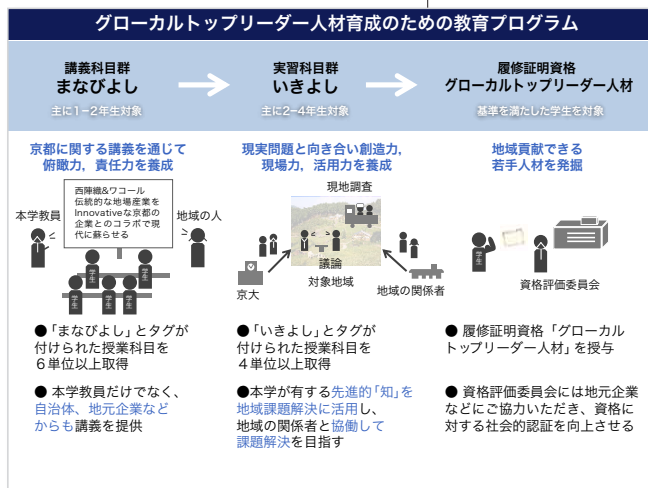 グローカルトップリーダー人材育成のための教育プログラム
講義科目群
まなびよし
主に1−2年生対象
実習科目群
いきよし
主に2−4年生対象
履修証明資格
グローカルトップリーダー人材
基準を満たした学生を対象
京都に関する講義を通じて
俯瞰力，責任力を養成
本学教員
西陣織&ワコール
伝統的な地場産業を
Innovativeな京都の
企業とのコラボで現
代に蘇らせる
地域の人
学生
学生
学生
学生
学生
●「まなびよし」とタグが
付けられた授業科目を
６単位以上取得
● 本学教員だけでなく、
自治体、地元企業など
からも講義を提供
現実問題と向き合い創造力，
現場力，活用力を養成
現地調査
議論
対象地域
京大
地域の関係者
●「いきよし」とタグが
付けられた授業科目を
４単位以上取得
●本学が有する先進的「知」を
地域課題解決に活用し、
地域の関係者と協働して
課題解決を目指す
地域貢献できる
若手人材を発掘
学生
資格評価委員会
● 履修証明資格「グローカル
トップリーダー人材」を授与
● 資格評価委員会には地元企業
などにご協力いただき、資格に
対する社会的認証を向上させる